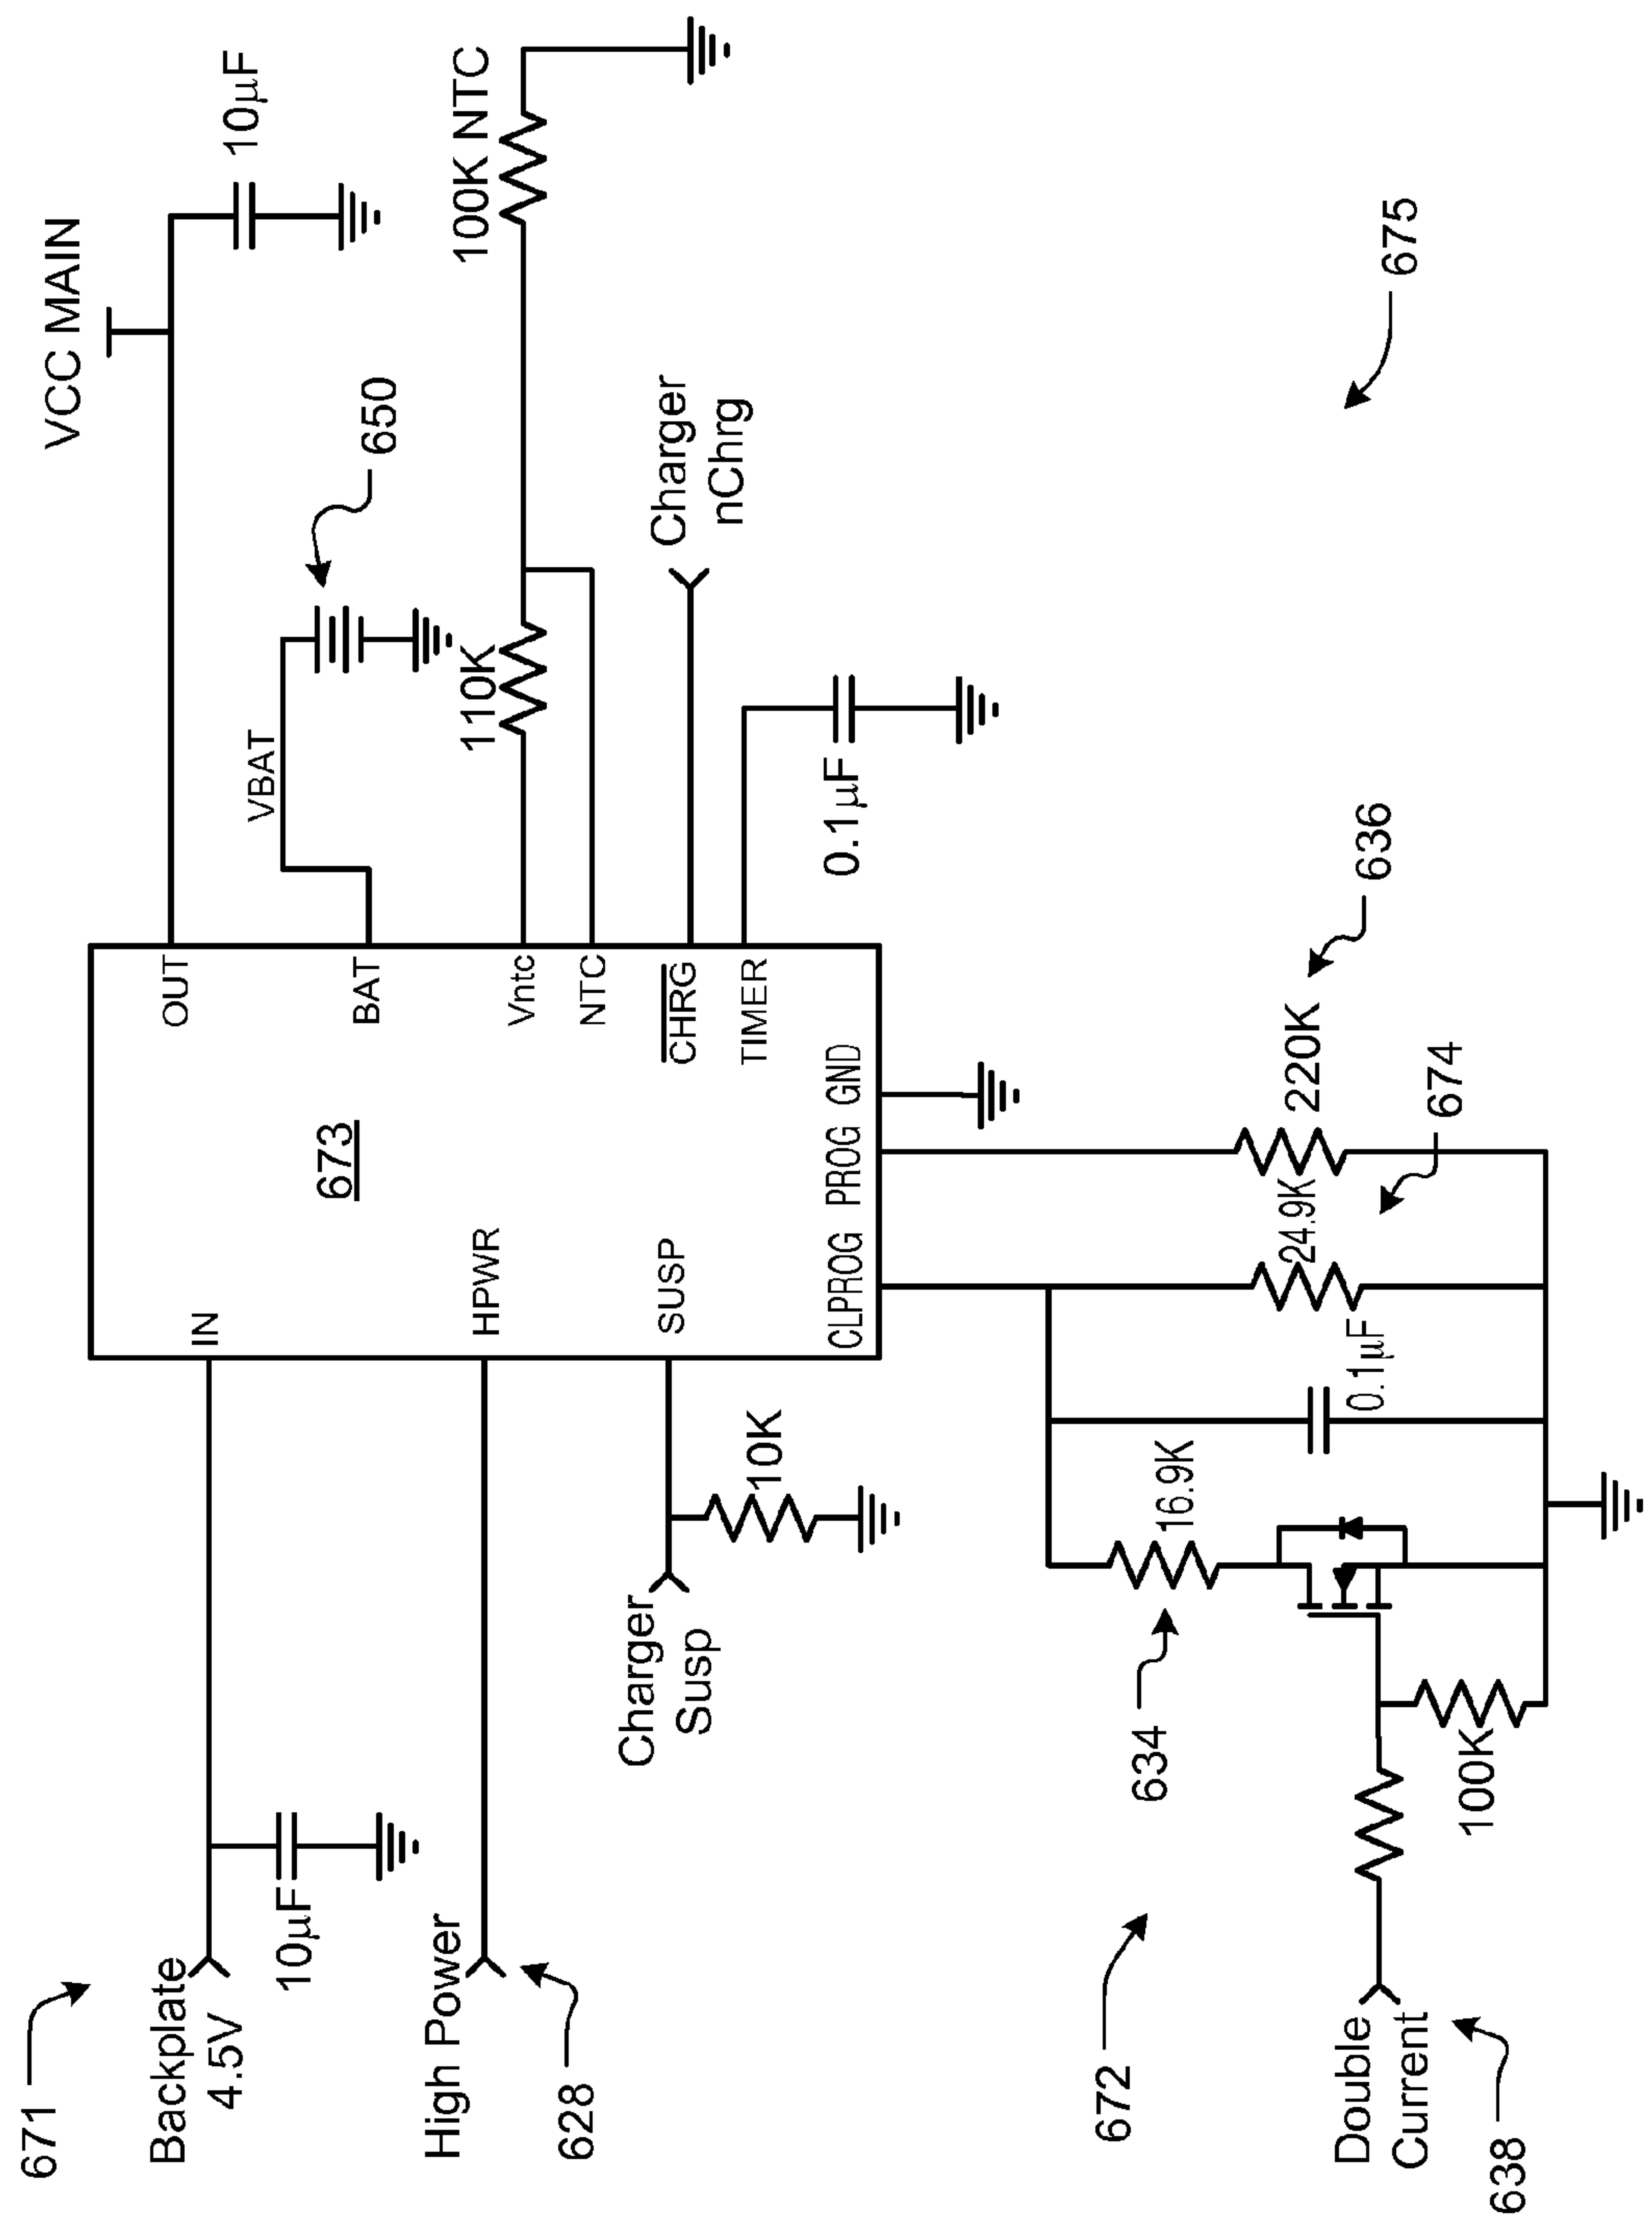 671
Backplate
4.5V
10µF
High Power
628
Charger
Susp
10K
672
Double
Current
638
634
16.9K
100K
0.1µF
24.9K
674
220K
636
673
IN
HPWR
SUSP
CLPROG
PROG
GND
OUT
BAT
Vntc
NTC
CHRG
TIMER
VCC MAIN
10µF
VBAT
650
110K
100K NTC
Charger
nChrg
0.1µF
675